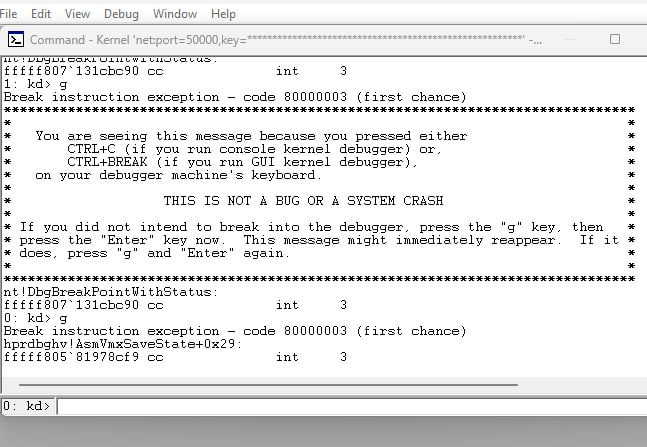 File Edit View Debug Window Help
Command - Kernel 'net:port=50000,key=*******************************************************' -...
nt!DbgBreakPointWithStatus:
fffff807`131cbc90 cc int 3
1: kd> g
Break instruction exception - code 80000003 (first chance)
*******************************************************************************
* *
* You are seeing this message because you pressed either *
* CTRL+C (if you run console kernel debugger) or, *
* CTRL+BREAK (if you run GUI kernel debugger), *
* on your debugger machine's keyboard. *
* *
* THIS IS NOT A BUG OR A SYSTEM CRASH *
* *
* If you did not intend to break into the debugger, press the "g" key, then *
* press the "Enter" key now. This message might immediately reappear. If it *
* does, press "g" and "Enter" again. *
* *
*******************************************************************************
nt!DbgBreakPointWithStatus:
fffff807`131cbc90 cc int 3
0: kd> g
Break instruction exception - code 80000003 (first chance)
hprdbghv!AsmVmxSaveState+0x29:
fffff805`81978cf9 cc int 3
0: kd>